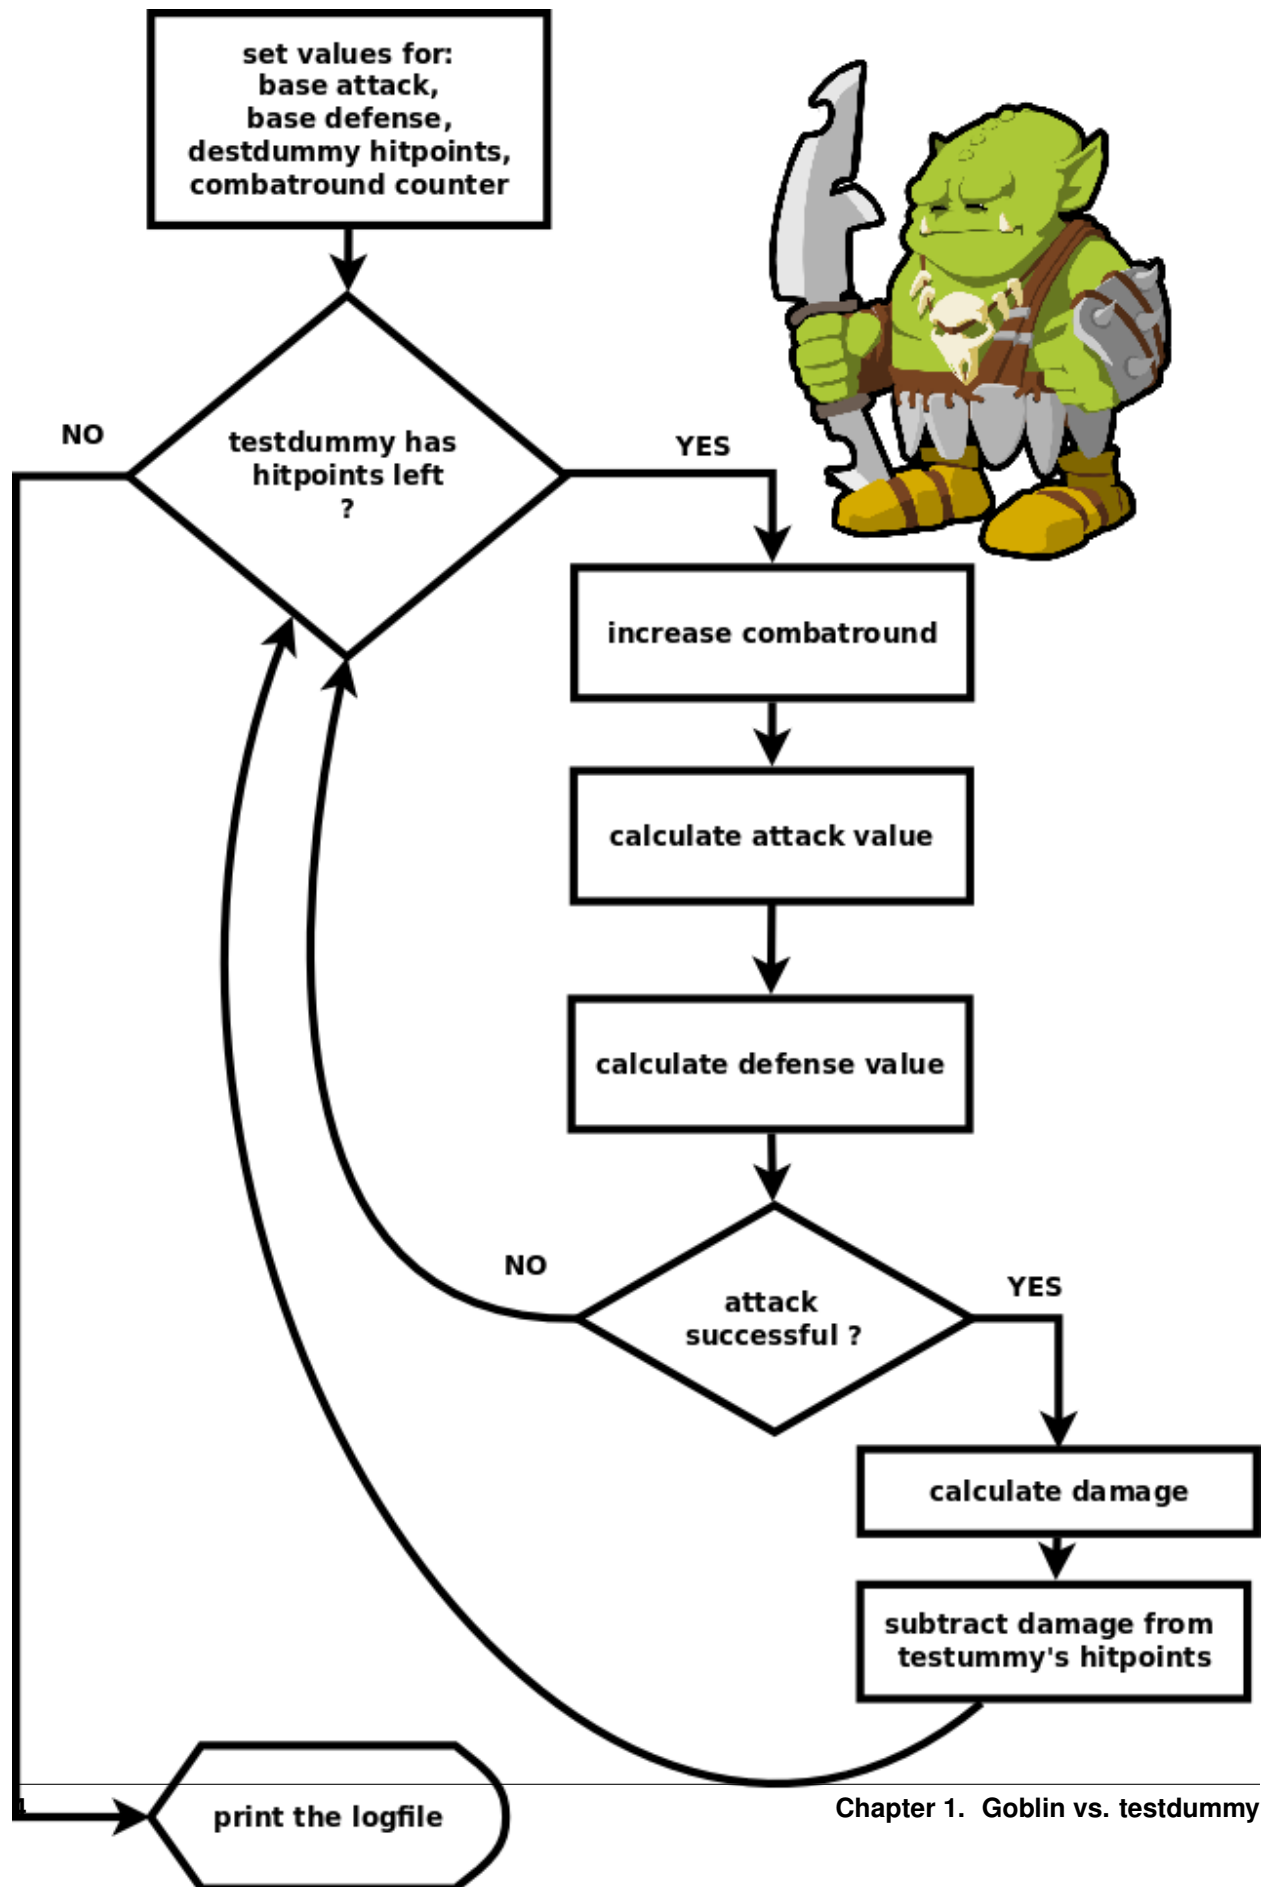 set values for:
base attack,
base defense,
destdummy hitpoints,
combatround counter
NO
testdummy has
hitpoints left
?
YES
increase combatround
calculate attack value
calculate defense value
NO
attack
successful ?
YES
calculate damage
subtract damage from
testummy's hitpoints
print the logfile
4
Chapter 1. Goblin vs. testdummy